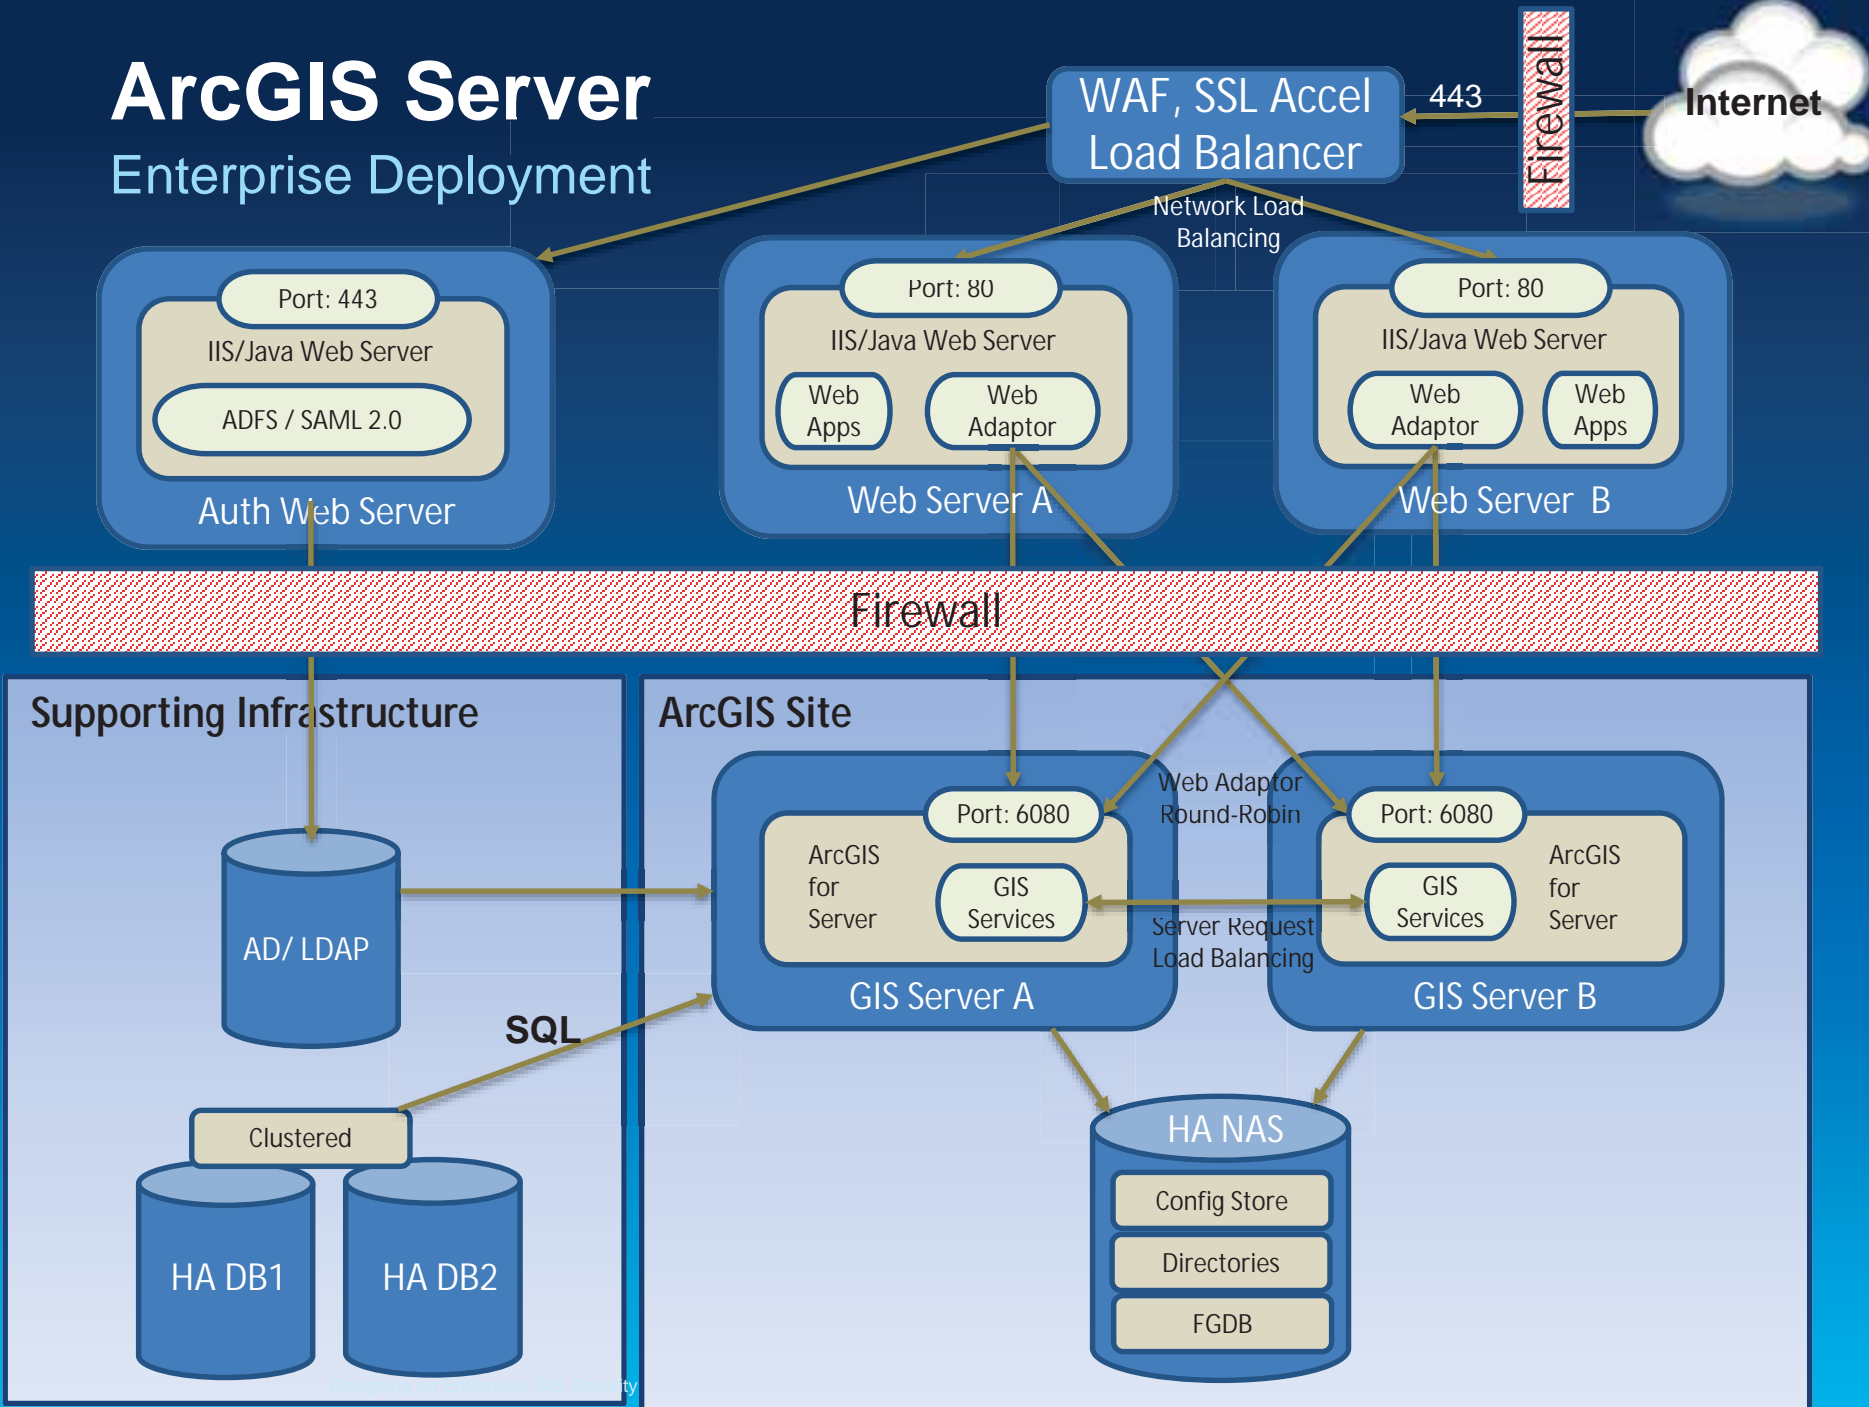 ArcGIS Server
Enterprise Deployment
WAF, SSL Accel
Load Balancer
443
Firewall
Internet
Network Load
Balancing
Port: 443
IIS/Java Web Server
ADFS / SAML 2.0
Auth Web Server
Port: 80
IIS/Java Web Server
Web
Apps
Web
Adaptor
Web Server A
Port: 80
IIS/Java Web Server
Web
Adaptor
Web
Apps
Web Server B
Firewall
Supporting Infrastructure
AD/ LDAP
SQL
Clustered
HA DB1
HA DB2
ArcGIS Site
Port: 6080
ArcGIS
for
Server
GIS
Services
GIS Server A
Web Adaptor
Round-Robin
Server Request
Load Balancing
Port: 6080
GIS
Services
ArcGIS
for
Server
GIS Server B
HA NAS
Config Store
Directories
FGDB